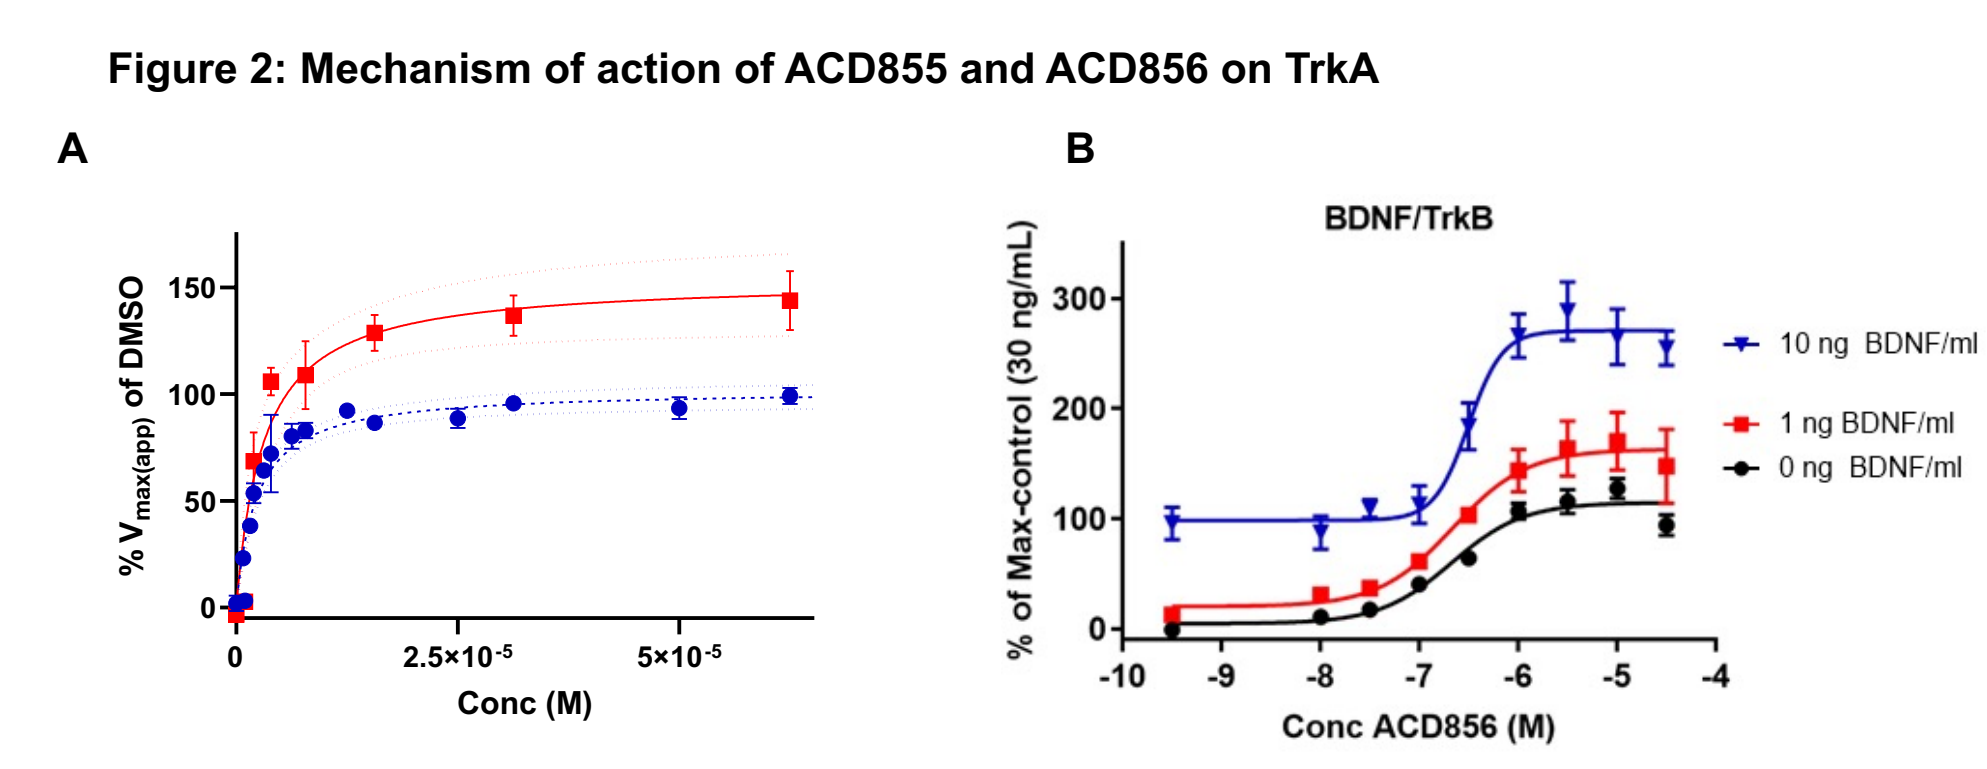 Figure 2: Mechanism of action of ACD855 and ACD856 on TrkA
A
% Vmax(app) of DMSO
150
100
50
0
0 2.5×10-5 5×10-5
Conc (M)
B
BDNF/TrkB
% of Max-control (30 ng/mL)
300
200
100
0
-10 -9 -8 -7 -6 -5 -4
Conc ACD856 (M)
10 ng BDNF/ml
1 ng BDNF/ml
0 ng BDNF/ml